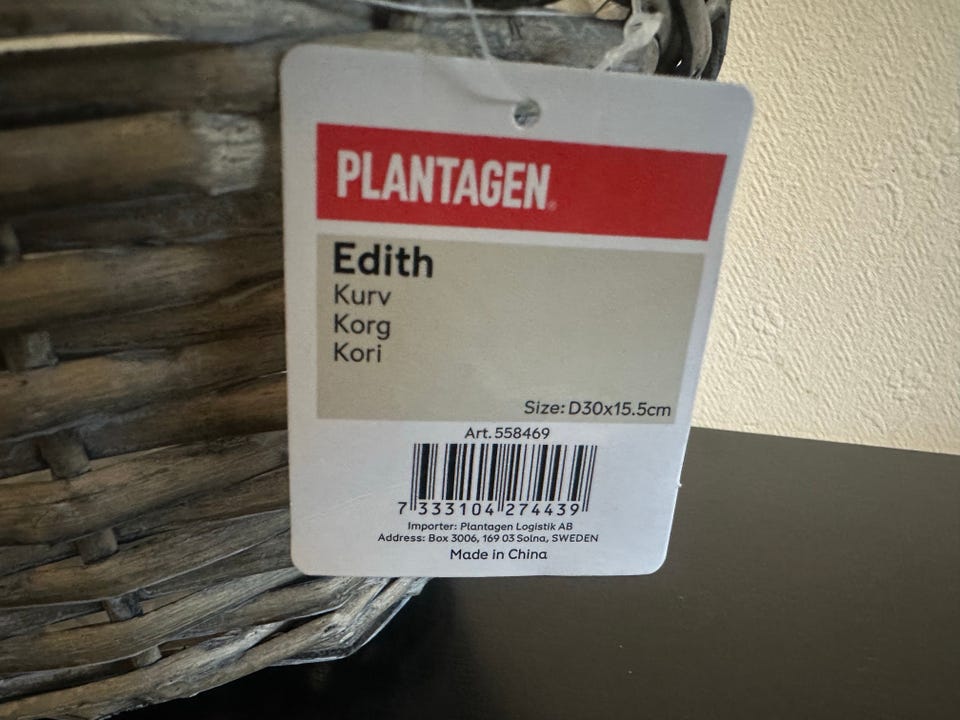 PLANTAGEN®
Edith
Kurv
Korg
Kori
Size: D30x15.5cm
Art. 558469
7 333104 274439
Importer: Plantagen Logistik AB
Address: Box 3006, 169 03 Solna, SWEDEN
Made in China